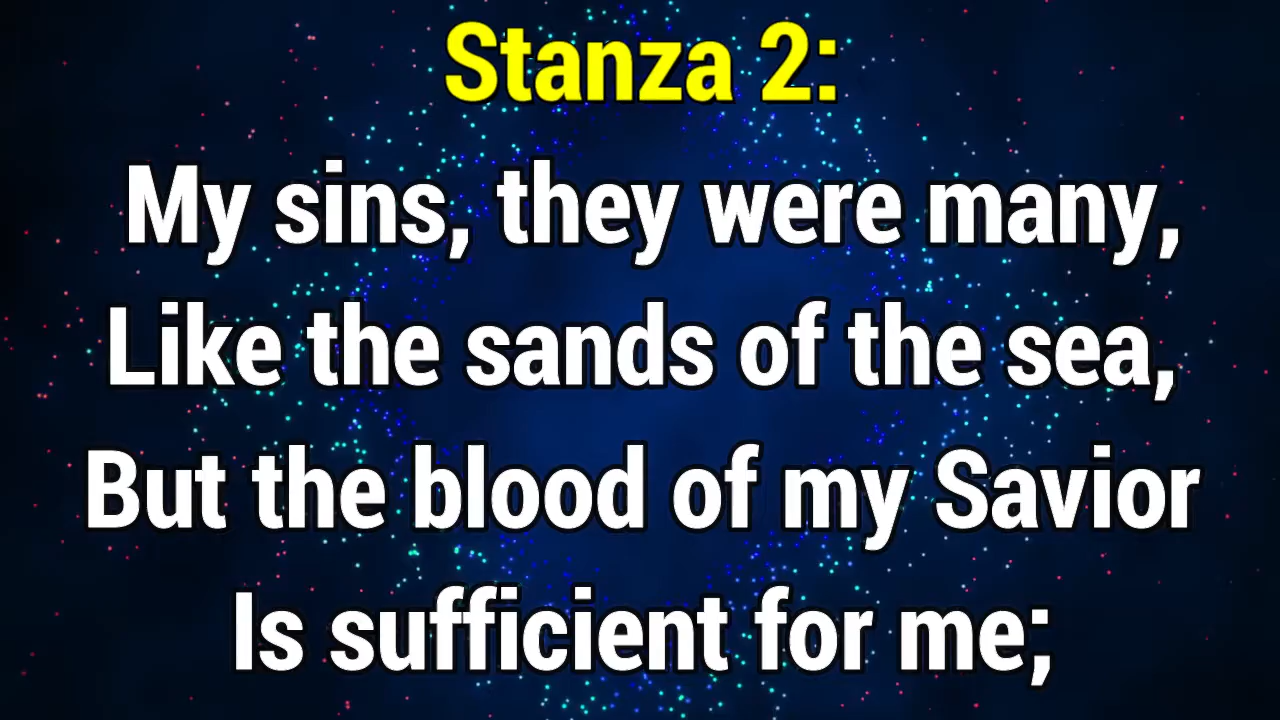 Stanza 2:
My sins, they were many,
Like the sands of the sea,
But the blood of my Savior
Is sufficient for me;